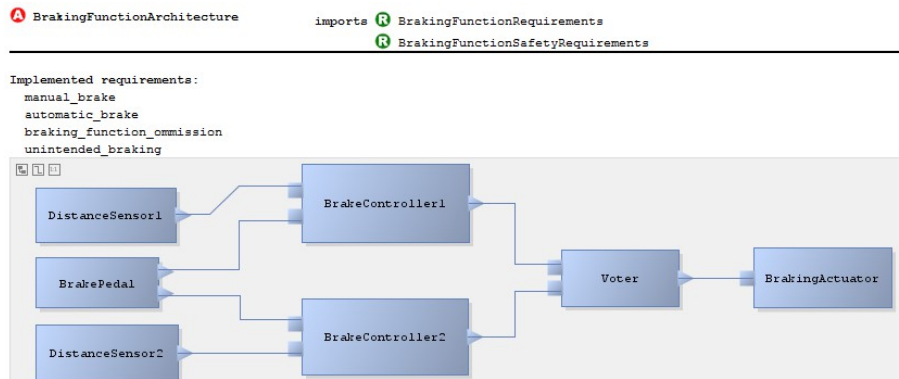 A BrakingFunctionArchitecture imports R BrakingFunctionRequirements
R BrakingFunctionSafetyRequirements
Implemented requirements:
manual_brake
automatic_brake
braking_function_ommission
unintended_braking
DistanceSensor1
BrakeController1
BrakePedal
Voter
BrakingActuator
DistanceSensor2
BrakeController2